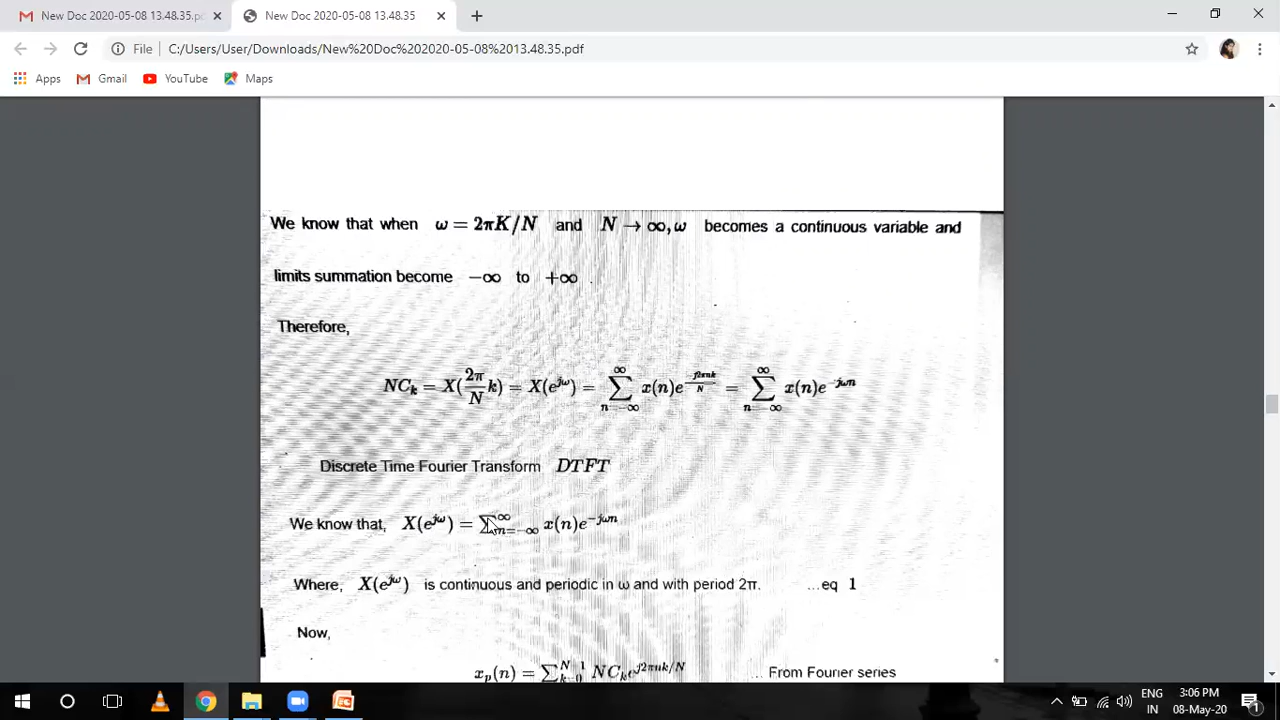 New Doc 2020-05-08 13.48.35.pd
New Doc 2020-05-08 13.48.35
File
C:/Users/User/Downloads/New%20Doc%202020-05-08%2013.48.35.pdf
Apps
Gmail
YouTube
Maps
We know that when ω = 2πK/N and N → ∞, ω becomes a continuous variable and
limits summation become −∞ to +∞
Therefore,
NC_k = X(2π/N k) = X(e^{jω}) = ∑_{n=−∞}^{∞} x(n)e^{−j2πnk/N} = ∑_{n=−∞}^{∞} x(n)e^{−jωn}
Discrete Time Fourier Transform DTFT
We know that, X(e^{jω}) = ∑_{n=−∞}^{∞} x(n)e^{−jωn}
Where, X(e^{jω}) is continuous and periodic in ω and with period 2π. …eq 1
Now,
x_p(n) = ∑_{k=0}^{N−1} NC_k e^{j2πnk/N} … From Fourier series
ENG
IN
3:06 PM
08-May-20
1